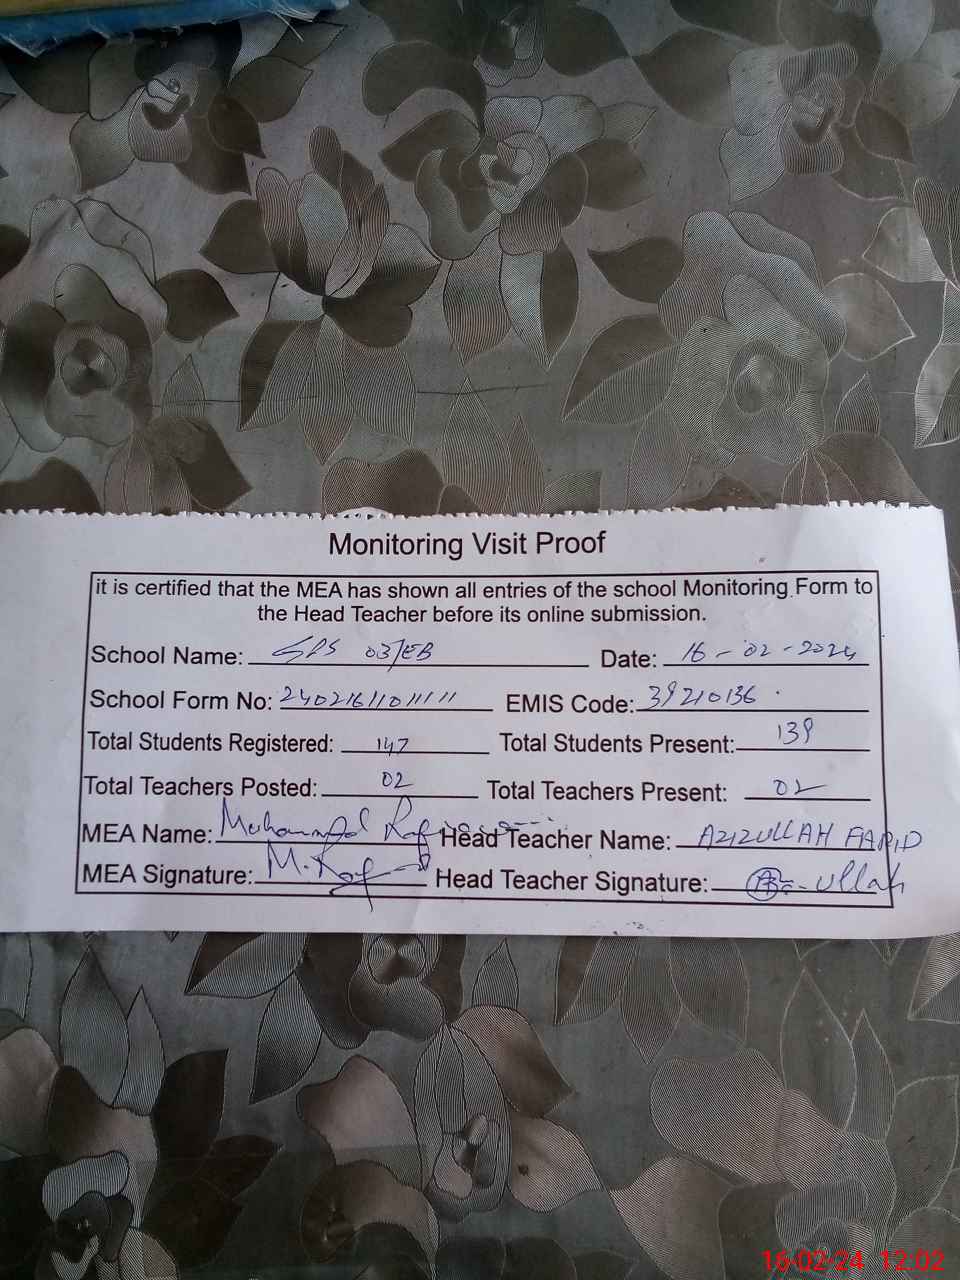 Monitoring Visit Proof
it is certified that the MEA has shown all entries of the school Monitoring Form to
the Head Teacher before its online submission.
School Name: GPS 03/EB Date: 16-02-2024
School Form No: EMIS Code: 39210136
Total Students Registered: 147 Total Students Present: 139
Total Teachers Posted: 02 Total Teachers Present: 02
MEA Name: Mohammad Head Teacher Name: AZIZULLAH FARID
MEA Signature: M. Head Teacher Signature:
16-02-24 12:02